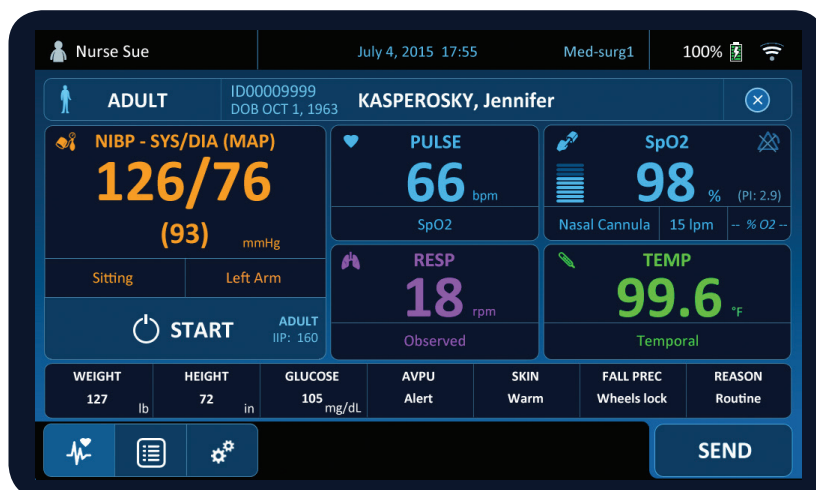 Nurse Sue
July 4, 2015 17:55
Med-surg1
100%
ADULT
ID00009999
DOB OCT 1, 1963
KASPEROSKY, Jennifer
NIBP - SYS/DIA (MAP)
126/76
(93) mmHg
Sitting
Left Arm
START
ADULT
IIP: 160
PULSE
66 bpm
SpO2
SpO2
98 % (PI: 2.9)
Nasal Cannula
15 lpm
-- % O2 --
RESP
18 rpm
Observed
TEMP
99.6 °F
Temporal
WEIGHT
127 lb
HEIGHT
72 in
GLUCOSE
105 mg/dL
AVPU
Alert
SKIN
Warm
FALL PREC
Wheels lock
REASON
Routine
SEND